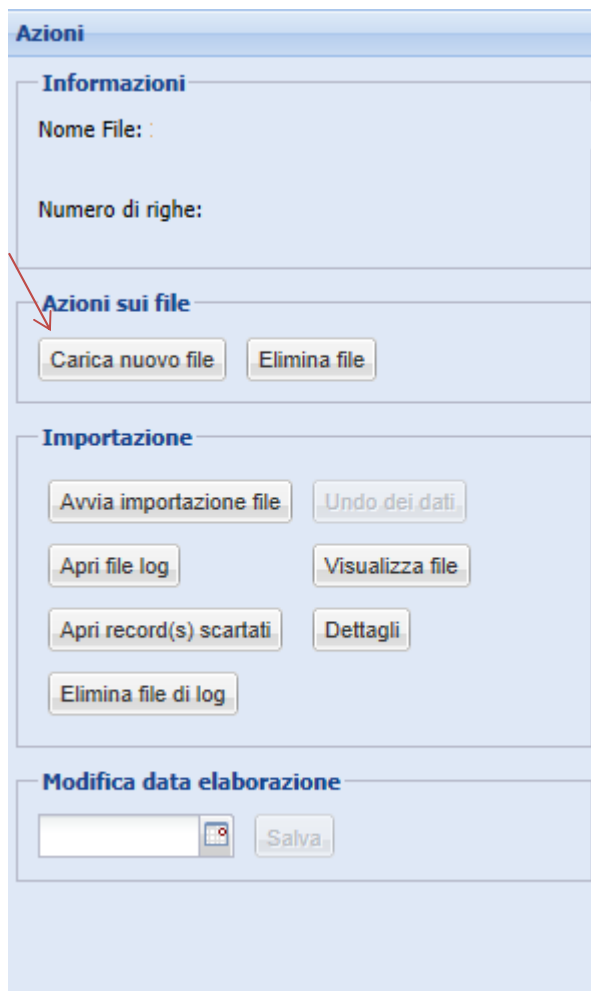 Azioni
Informazioni
Nome File:
Numero di righe:
Azioni sui file
Carica nuovo file Elimina file
Importazione
Avvia importazione file Undo dei dati
Apri file log Visualizza file
Apri record(s) scartati Dettagli
Elimina file di log
Modifica data elaborazione
Salva